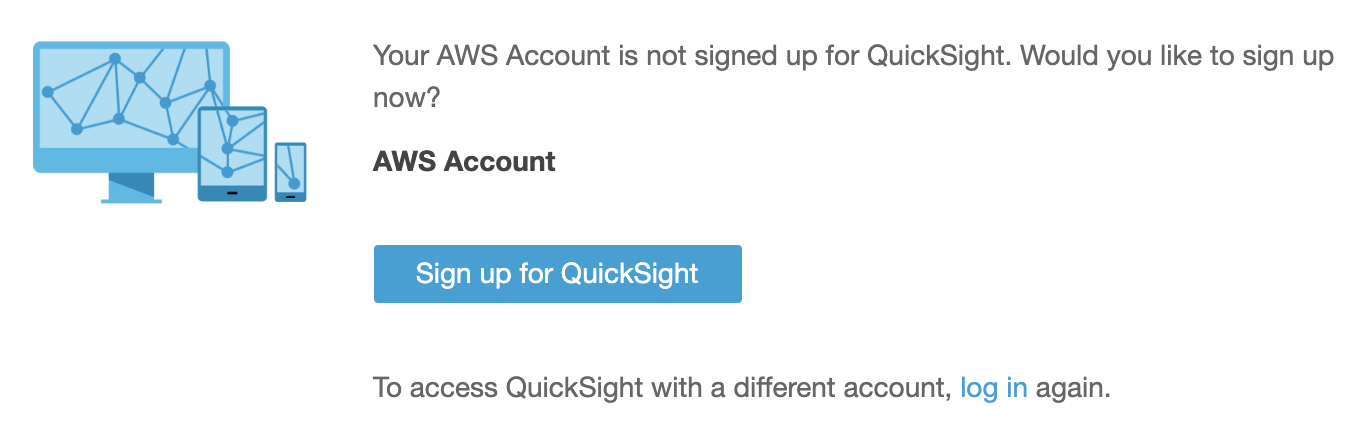 Your AWS Account is not signed up for QuickSight. Would you like to sign up
now?
AWS Account
Sign up for QuickSight
To access QuickSight with a different account, log in again.